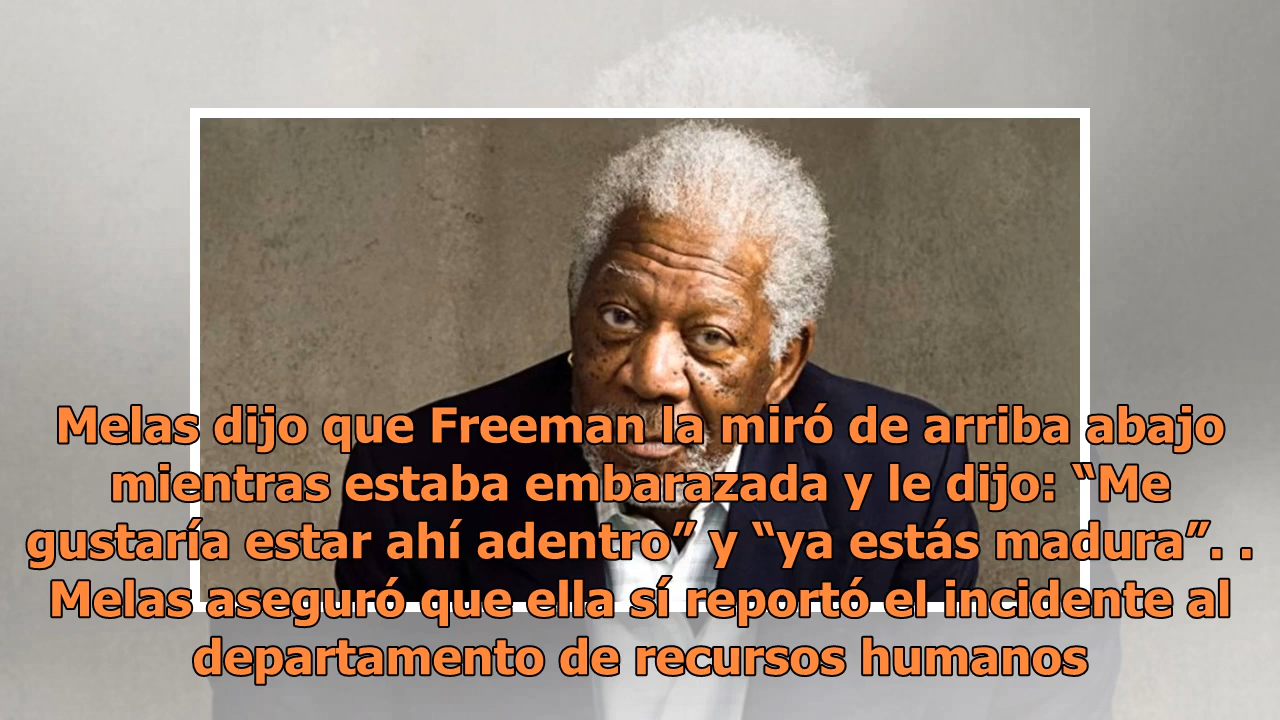 Melas dijo que Freeman la miró de arriba abajo
mientras estaba embarazada y le dijo: “Me
gustaría estar ahí adentro” y “ya estás madura”. .
Melas aseguró que ella sí reportó el incidente al
departamento de recursos humanos